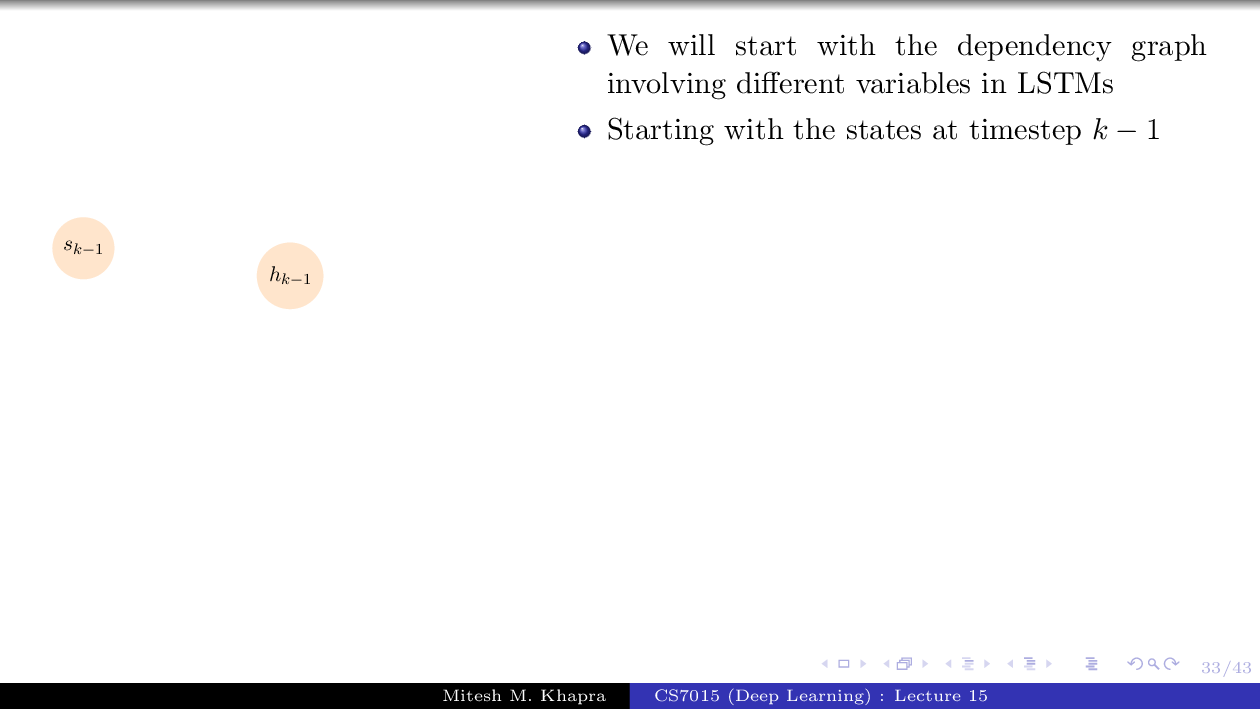 We will start with the dependency graph
involving different variables in LSTMs
Starting with the states at timestep k − 1
s_{k−1}
h_{k−1}
33/43
Mitesh M. Khapra
CS7015 (Deep Learning) : Lecture 15